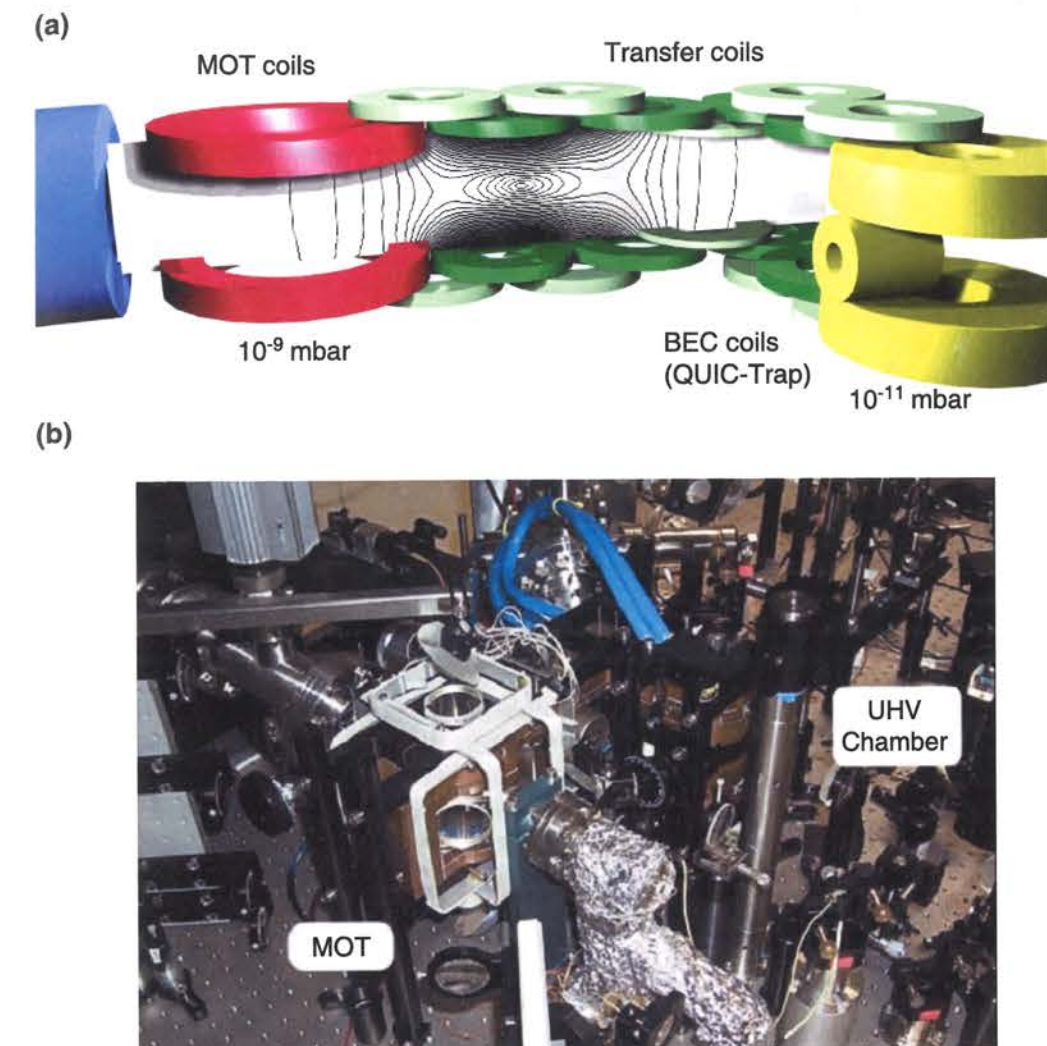 (a)
MOT coils
Transfer coils
10⁻⁹ mbar
BEC coils
(QUIC-Trap)
10⁻¹¹ mbar
(b)
UHV
Chamber
MOT